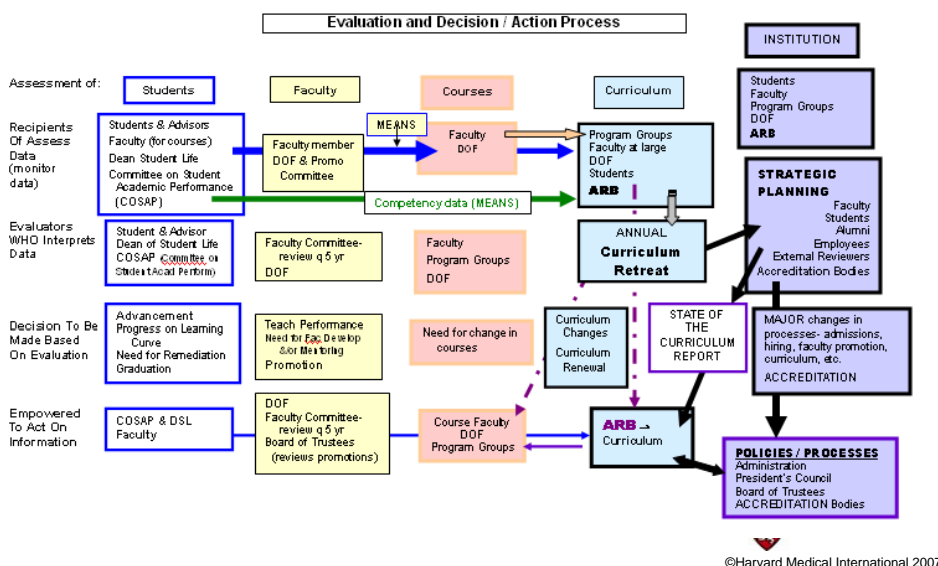 Evaluation and Decision / Action Process
INSTITUTION
Assessment of:
Students
Faculty
Courses
Curriculum
Students
Faculty
Program Groups
DOF
ARB
Recipients
Of Assess
Data
(monitor
data)
Students & Advisors
Faculty (for courses)
Dean Student Life
Committee on Student
Academic Performance
(COSAP)
MEANS
Faculty member
DOF & Promo
Committee
Faculty
DOF
Program Groups
Faculty at large
DOF
Students
ARB
Competency data (MEANS)
STRATEGIC
PLANNING
Faculty
Students
Alumni
Employees
External Reviewers
Accreditation Bodies
Evaluators
WHO Interprets
Data
Student & Advisor
Dean of Student Life
COSAP (Committee on
Student Acad Perform)
Faculty Committee-
review q 5 yr
DOF
Faculty
Program Groups
DOF
ANNUAL
Curriculum
Retreat
Decision To Be
Made Based
On Evaluation
Advancement
Progress on Learning
Curve
Need for Remediation
Graduation
Teach Performance
Need for Fac Develop
&/or Mentoring
Promotion
Need for change in
courses
Curriculum
Changes
Curriculum
Renewal
STATE OF
THE
CURRICULUM
REPORT
MAJOR changes in
processes- admissions,
hiring, faculty promotion,
curriculum, etc.
ACCREDITATION
Empowered
To Act On
Information
COSAP & DSL
Faculty
DOF
Faculty Committee-
review q 5 yr
Board of Trustees
(reviews promotions)
Course Faculty
DOF
Program Groups
ARB →
Curriculum
POLICIES / PROCESSES
Administration
President's Council
Board of Trustees
ACCREDITATION Bodies
©Harvard Medical International 2007